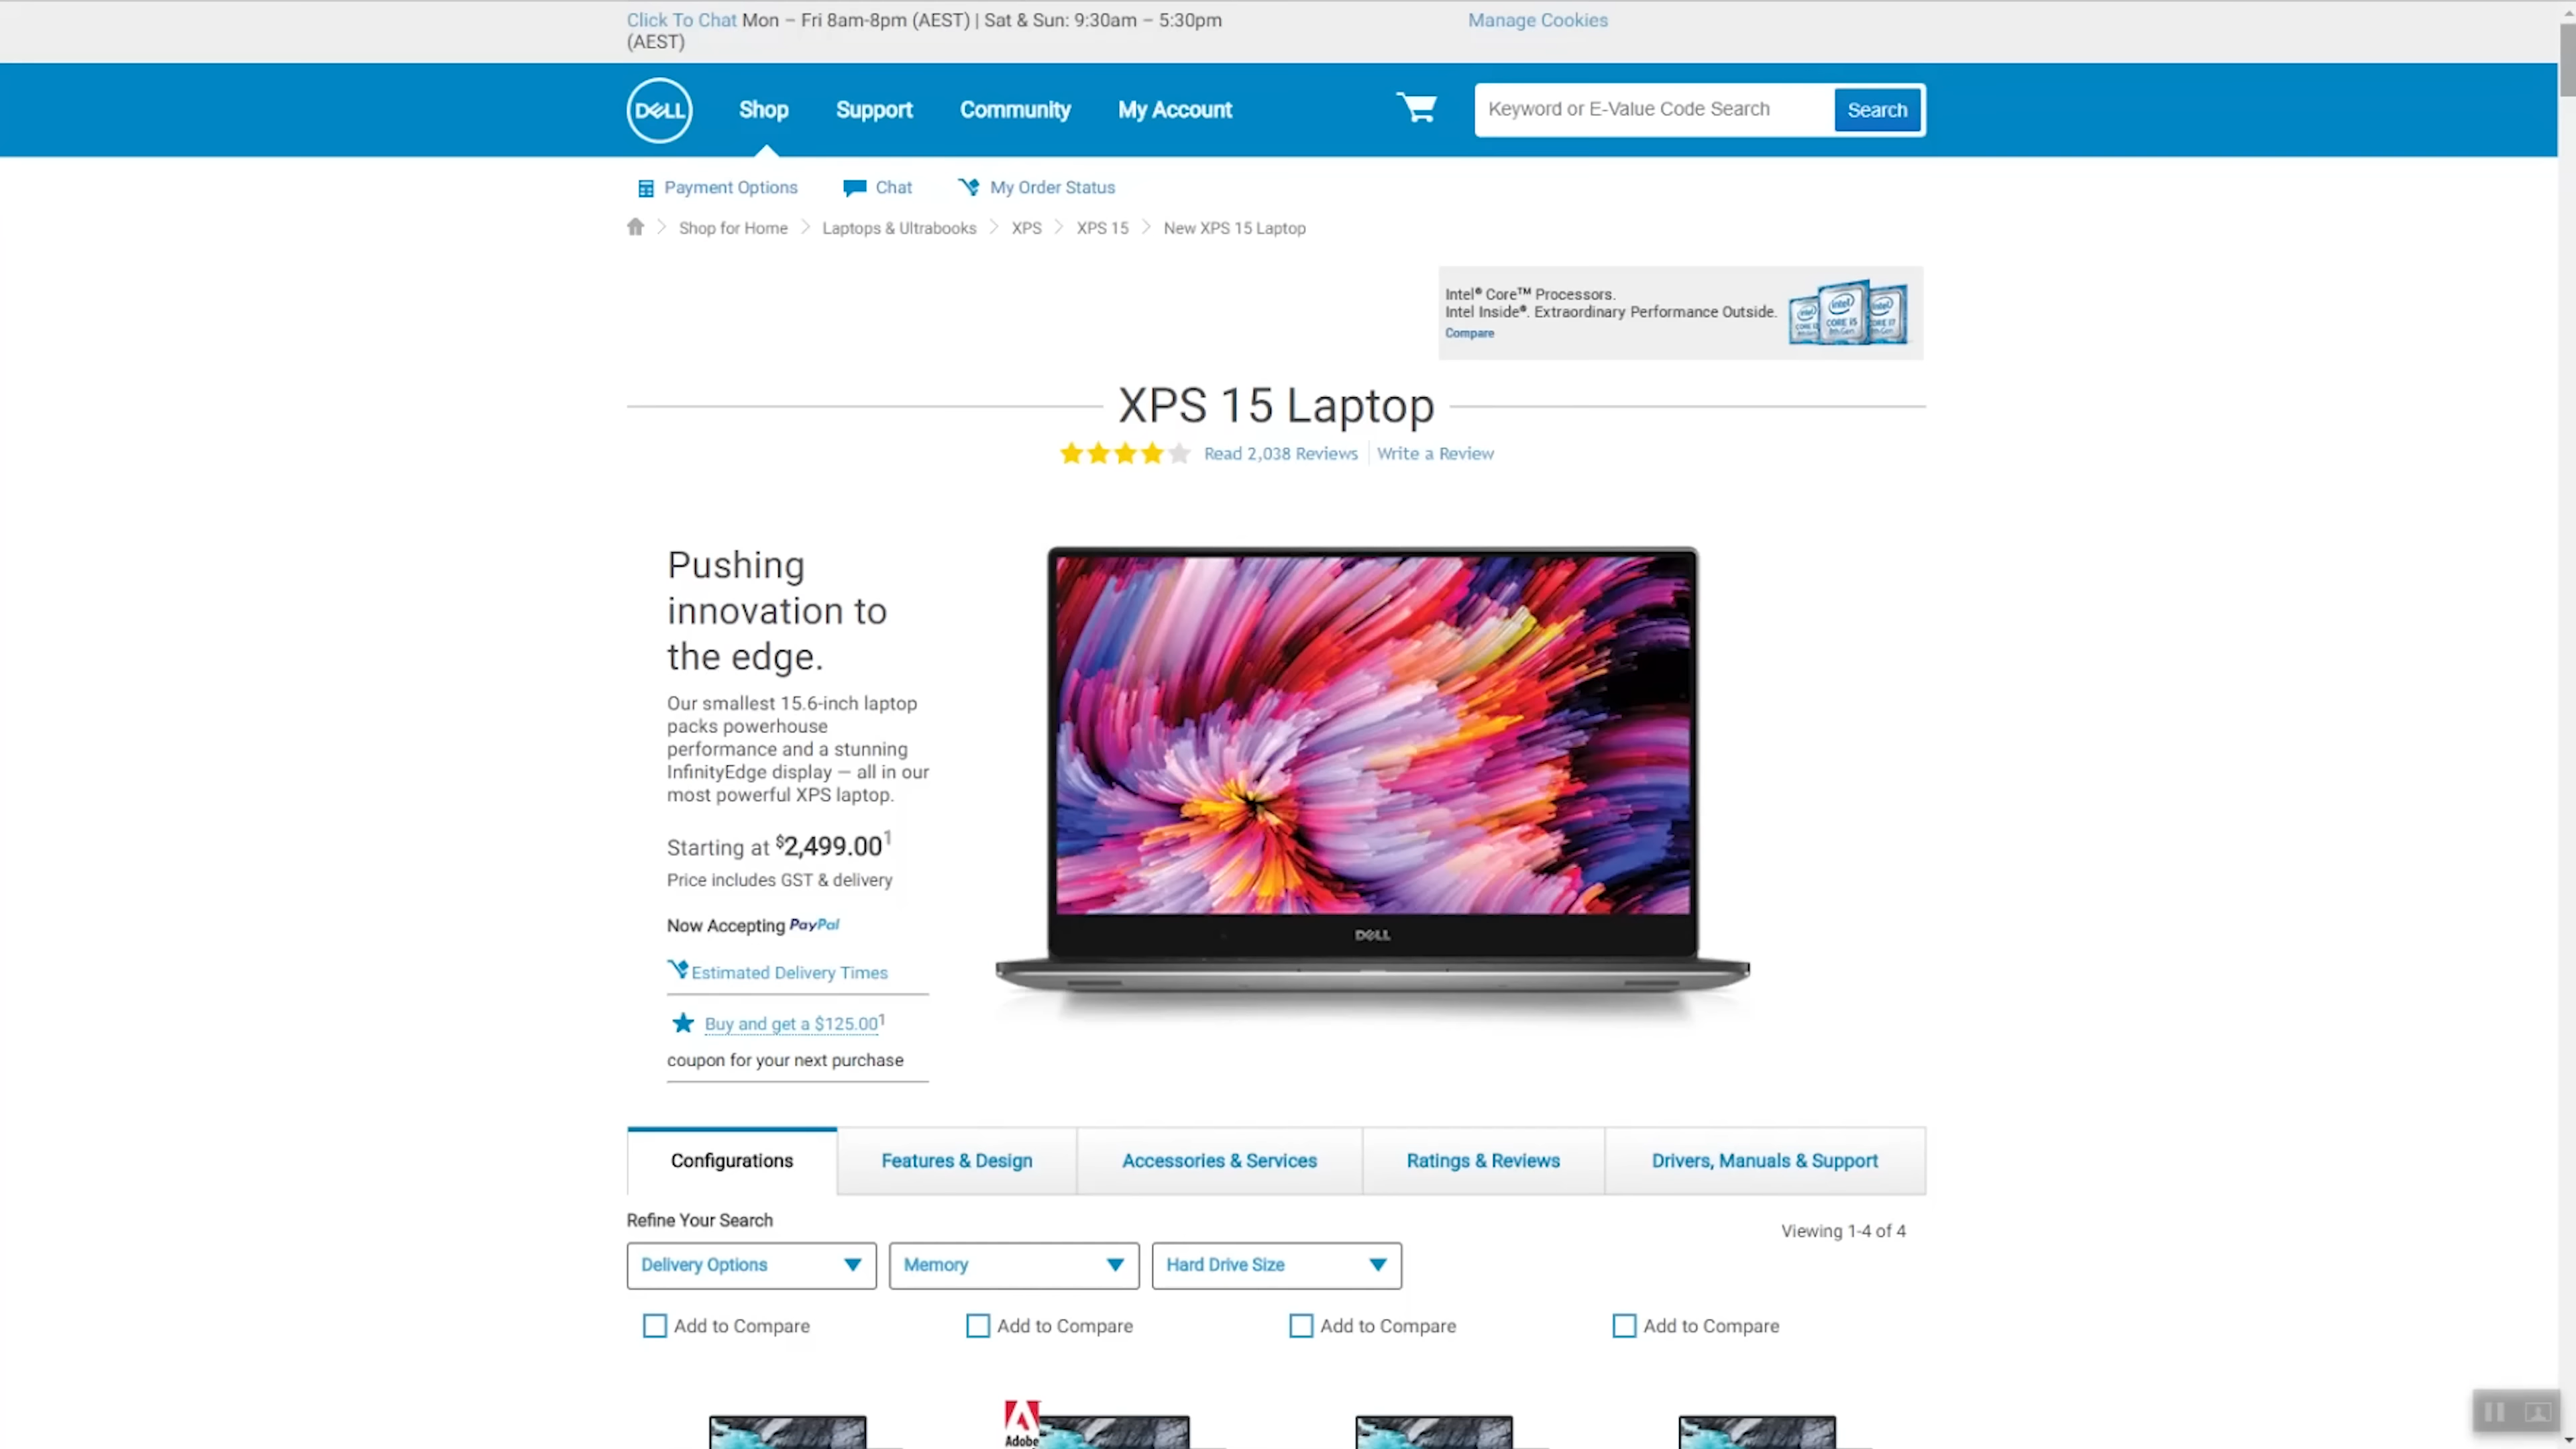 Click To Chat Mon – Fri 8am-8pm (AEST) | Sat & Sun: 9:30am – 5:30pm
(AEST)
Manage Cookies
DELL
Shop
Support
Community
My Account
Keyword or E-Value Code Search
Search
Payment Options
Chat
My Order Status
Shop for Home
Laptops & Ultrabooks
XPS
XPS 15
New XPS 15 Laptop
Intel® Core™ Processors.
Intel Inside®. Extraordinary Performance Outside.
Compare
intel
CORE i5
XPS 15 Laptop
Read 2,038 Reviews
Write a Review
Pushing
innovation to
the edge.
Our smallest 15.6-inch laptop
packs powerhouse
performance and a stunning
InfinityEdge display — all in our
most powerful XPS laptop.
Starting at $2,499.00¹
Price includes GST & delivery
Now Accepting PayPal
Estimated Delivery Times
Buy and get a $125.00¹
coupon for your next purchase
DELL
Configurations
Features & Design
Accessories & Services
Ratings & Reviews
Drivers, Manuals & Support
Refine Your Search
Viewing 1-4 of 4
Delivery Options
Memory
Hard Drive Size
Add to Compare
Add to Compare
Add to Compare
Add to Compare
Adobe